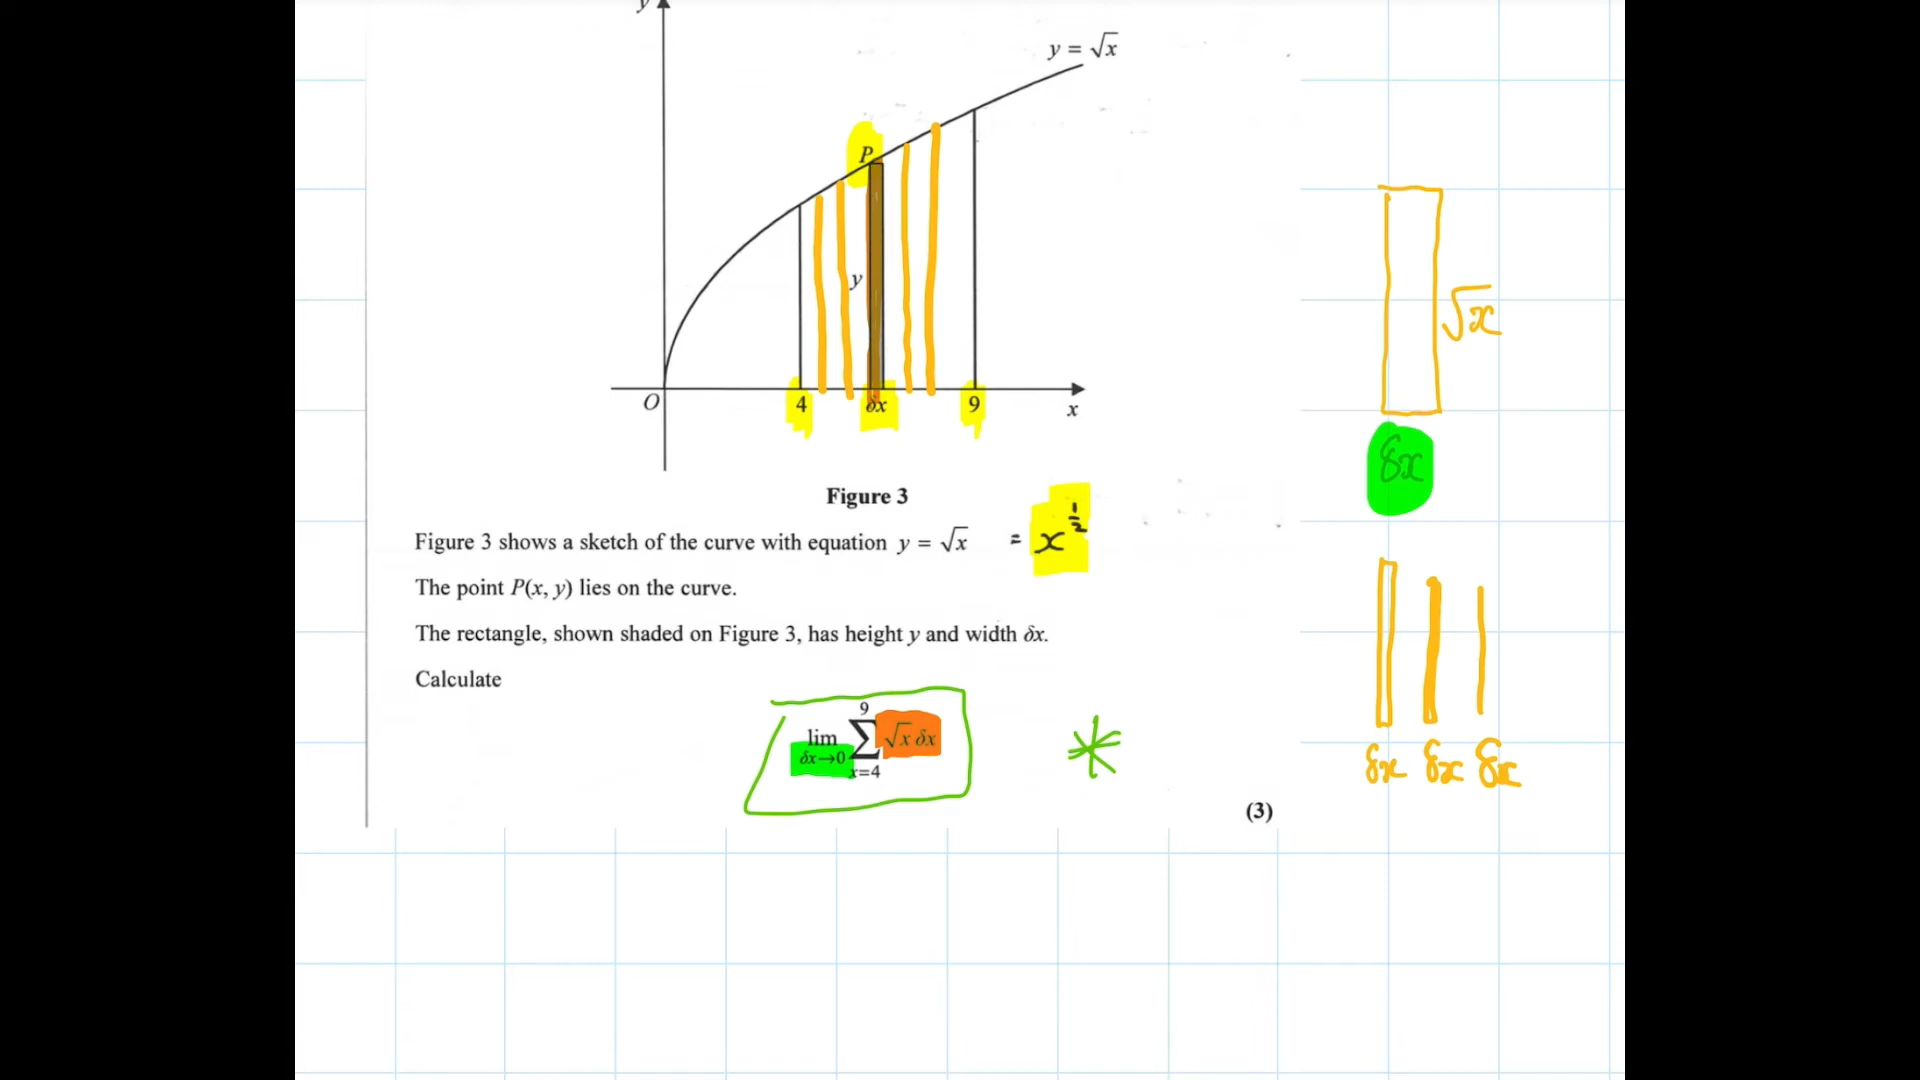 y
y = √x
P
y
√x
O
4
δx
9
x
δx
Figure 3
Figure 3 shows a sketch of the curve with equation y = √x = x^½
The point P(x, y) lies on the curve.
The rectangle, shown shaded on Figure 3, has height y and width δx.
Calculate
9
lim ∑ √x δx
δx→0
x=4
δx δx δx
(3)